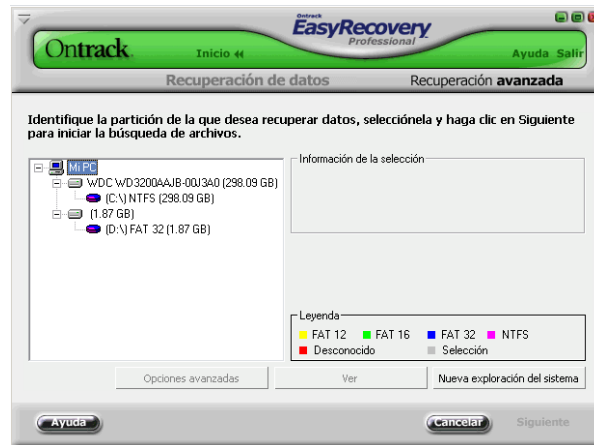 Ontrack
EasyRecovery
Professional
Ontrack
Inicio
Ayuda Salir
Recuperación de datos
Recuperación avanzada
Identifique la partición de la que desea recuperar datos, selecciónela y haga clic en Siguiente
para iniciar la búsqueda de archivos.
Mi PC
WDC WD3200AAJB-00J3A0 (298.09 GB)
(C:\) NTFS (298.09 GB)
(1.87 GB)
(D:\) FAT 32 (1.87 GB)
Información de la selección
Leyenda
FAT 12 FAT 16 FAT 32 NTFS
Desconocido Selección
Opciones avanzadas
Ver
Nueva exploración del sistema
Ayuda
Cancelar
Siguiente